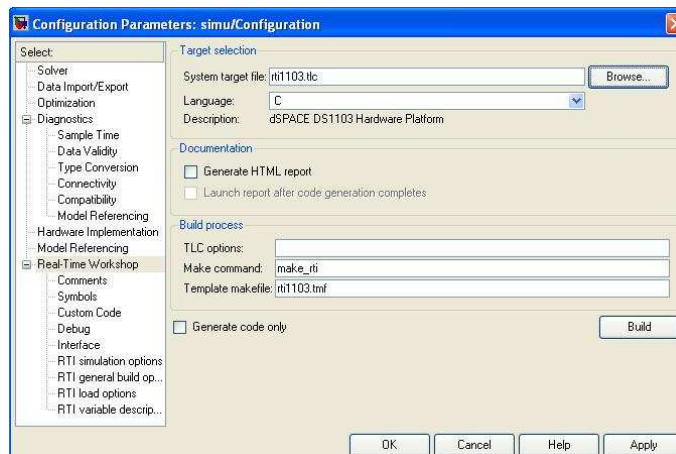 Configuration Parameters: simu/Configuration
Select:
Solver
Data Import/Export
Optimization
Diagnostics
Sample Time
Data Validity
Type Conversion
Connectivity
Compatibility
Model Referencing
Hardware Implementation
Model Referencing
Real-Time Workshop
Comments
Symbols
Custom Code
Debug
Interface
RTI simulation options
RTI general build op...
RTI load options
RTI variable descrip...
Target selection
System target file: rti1103.tlc Browse...
Language: C
Description: dSPACE DS1103 Hardware Platform
Documentation
Generate HTML report
Launch report after code generation completes
Build process
TLC options:
Make command: make_rti
Template makefile: rti1103.tmf
Generate code only Build
OK Cancel Help Apply